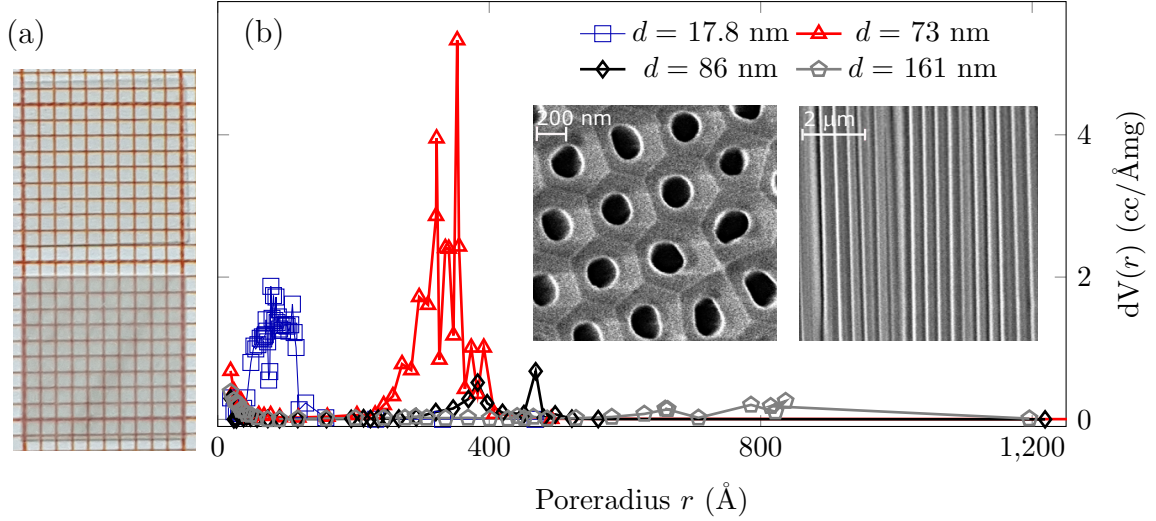 (a)
(b)
d = 17.8 nm
d = 73 nm
d = 86 nm
d = 161 nm
200 nm
2 µm
4
2
0
dV(r) (cc/Åmg)
0
400
800
1,200
Poreradius r (Å)